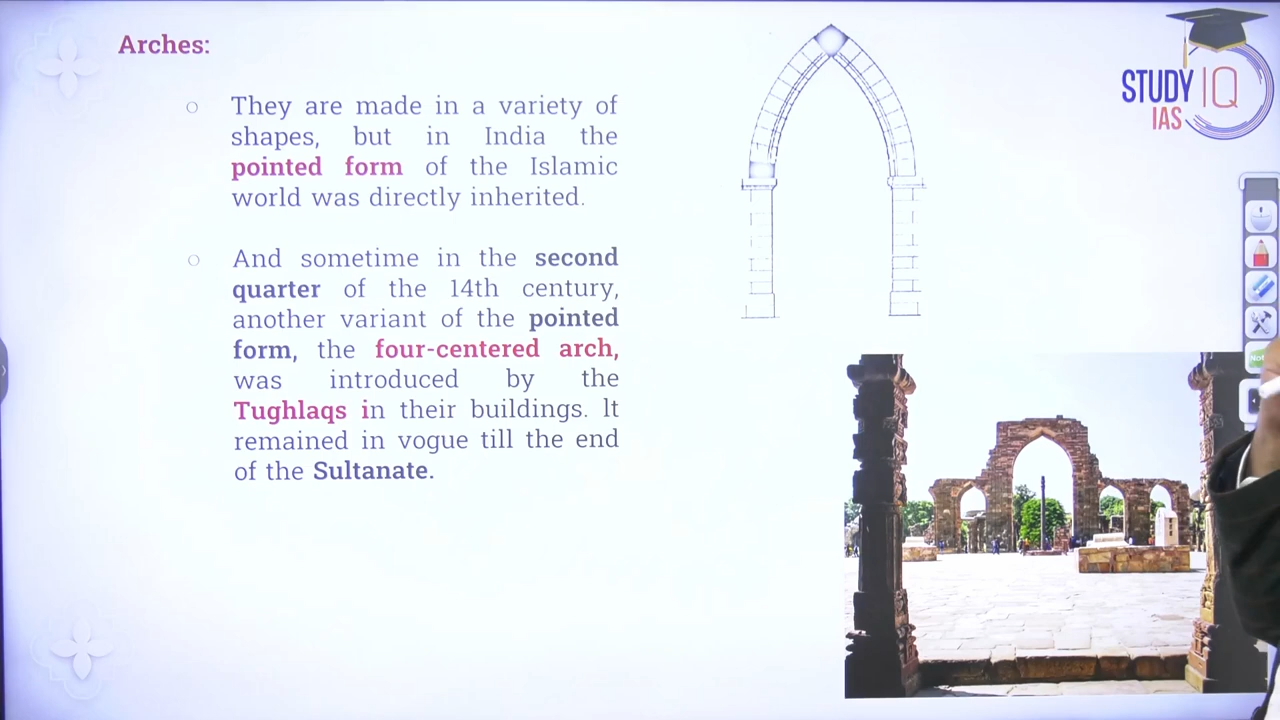 Arches:
They are made in a variety of
shapes, but in India the
pointed form of the Islamic
world was directly inherited.
And sometime in the second
quarter of the 14th century,
another variant of the pointed
form, the four-centered arch,
was introduced by the
Tughlaqs in their buildings. It
remained in vogue till the end
of the Sultanate.
STUDY IQ
IAS
Not